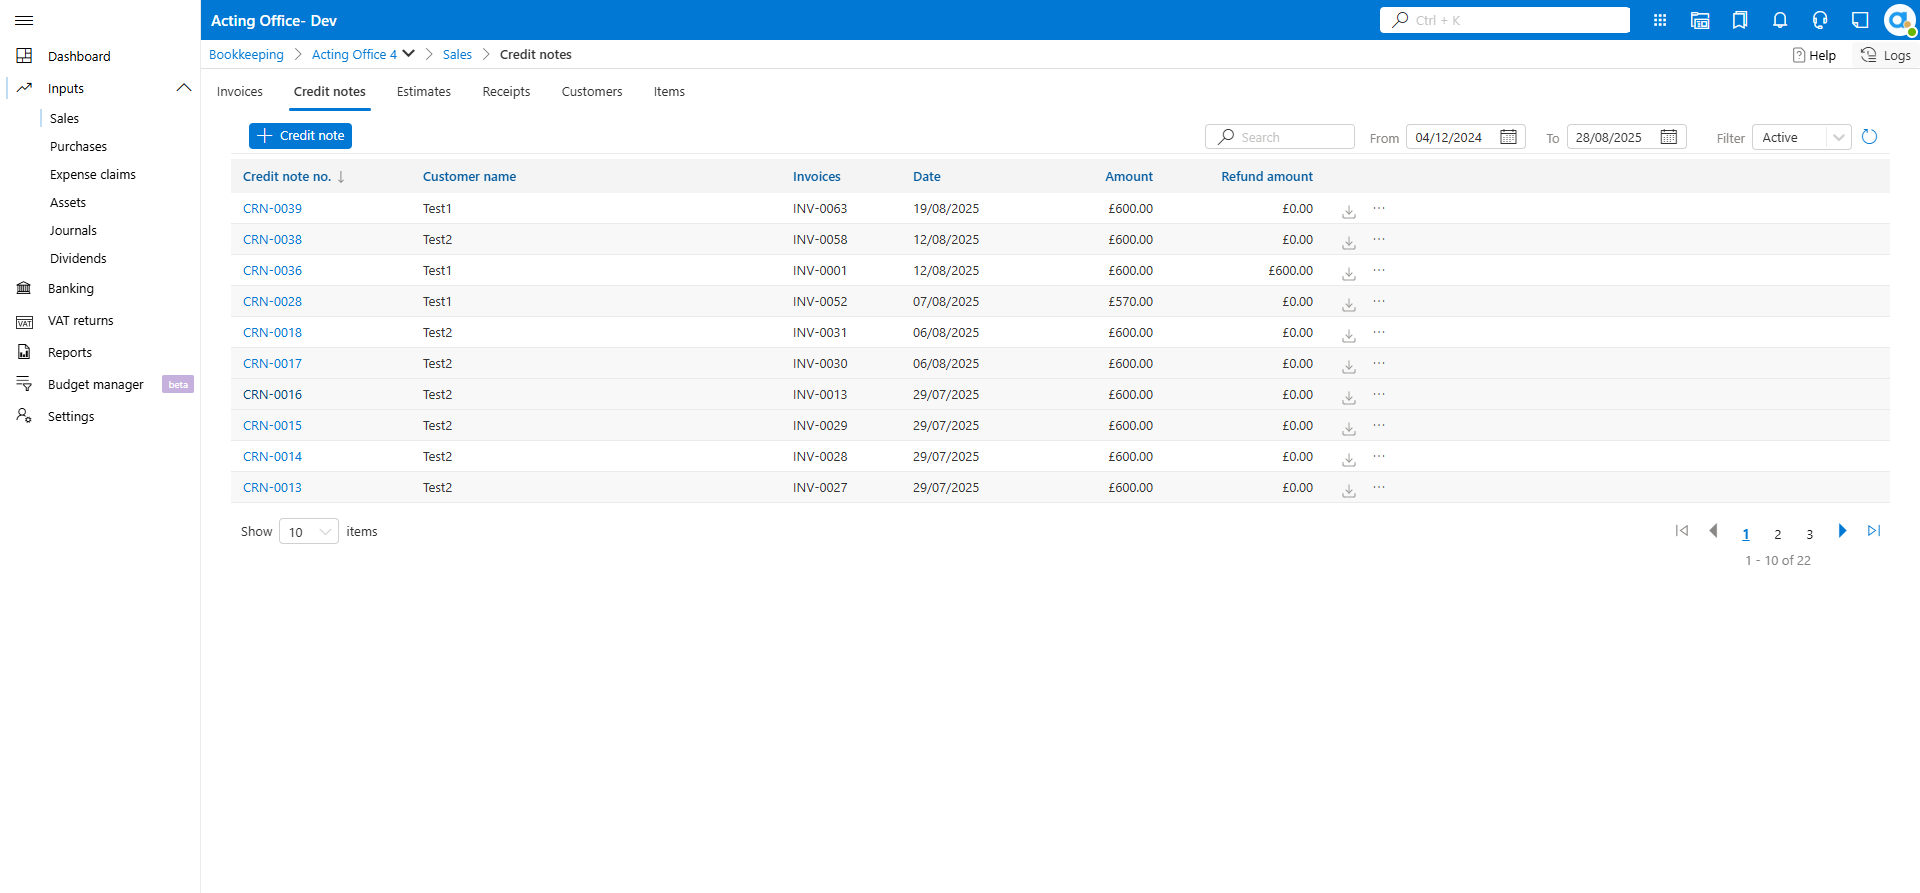 Acting Office- Dev
Ctrl + K
Bookkeeping Acting Office 4 Sales Credit notes
Help Logs
Dashboard
Inputs
Sales
Purchases
Expense claims
Assets
Journals
Dividends
Banking
VAT returns
Reports
Budget manager beta
Settings
Invoices Credit notes Estimates Receipts Customers Items
Credit note
Search From 04/12/2024 To 28/08/2025 Filter Active
Credit note no. Customer name Invoices Date Amount Refund amount
CRN-0039 Test1 INV-0063 19/08/2025 £600.00 £0.00
CRN-0038 Test2 INV-0058 12/08/2025 £600.00 £0.00
CRN-0036 Test1 INV-0001 12/08/2025 £600.00 £600.00
CRN-0028 Test1 INV-0052 07/08/2025 £570.00 £0.00
CRN-0018 Test2 INV-0031 06/08/2025 £600.00 £0.00
CRN-0017 Test2 INV-0030 06/08/2025 £600.00 £0.00
CRN-0016 Test2 INV-0013 29/07/2025 £600.00 £0.00
CRN-0015 Test2 INV-0029 29/07/2025 £600.00 £0.00
CRN-0014 Test2 INV-0028 29/07/2025 £600.00 £0.00
CRN-0013 Test2 INV-0027 29/07/2025 £600.00 £0.00
Show 10 items
1 2 3
1 - 10 of 22